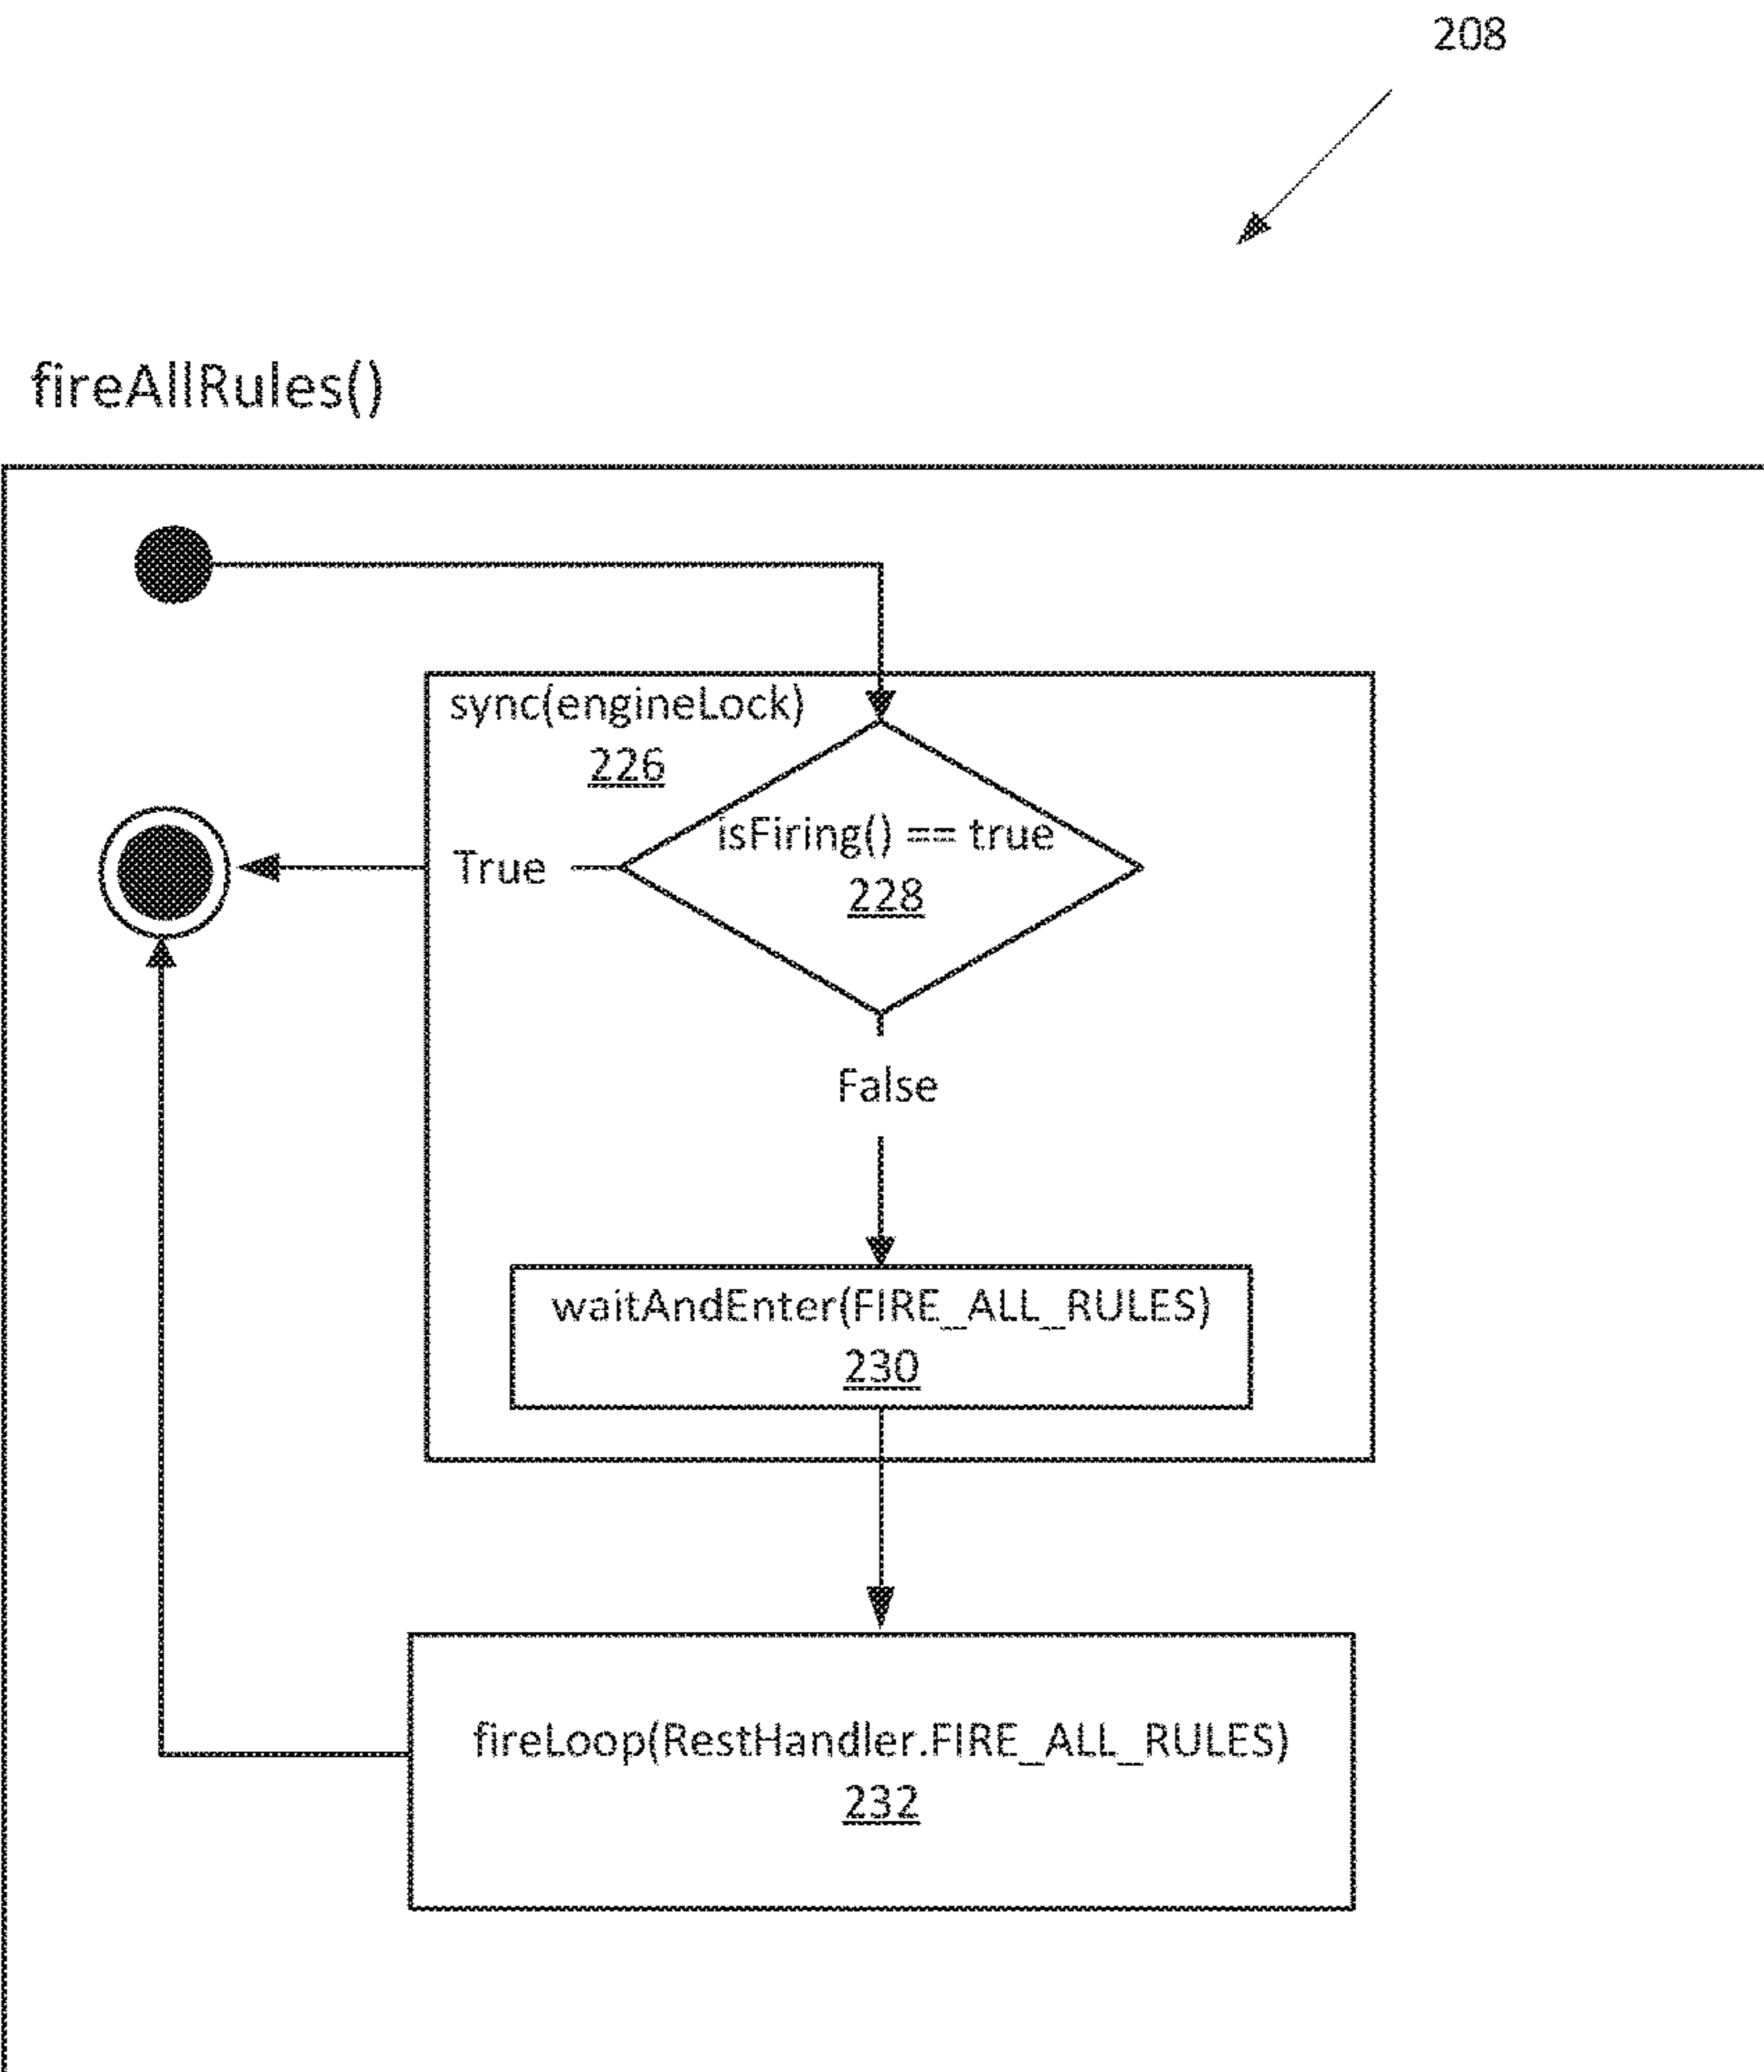 208
fireAllRules()
sync(engineLock)
226
isFiring() == true
228
True
False
waitAndEnter(FIRE_ALL_RULES)
230
fireLoop(RestHandler.FIRE_ALL_RULES)
232